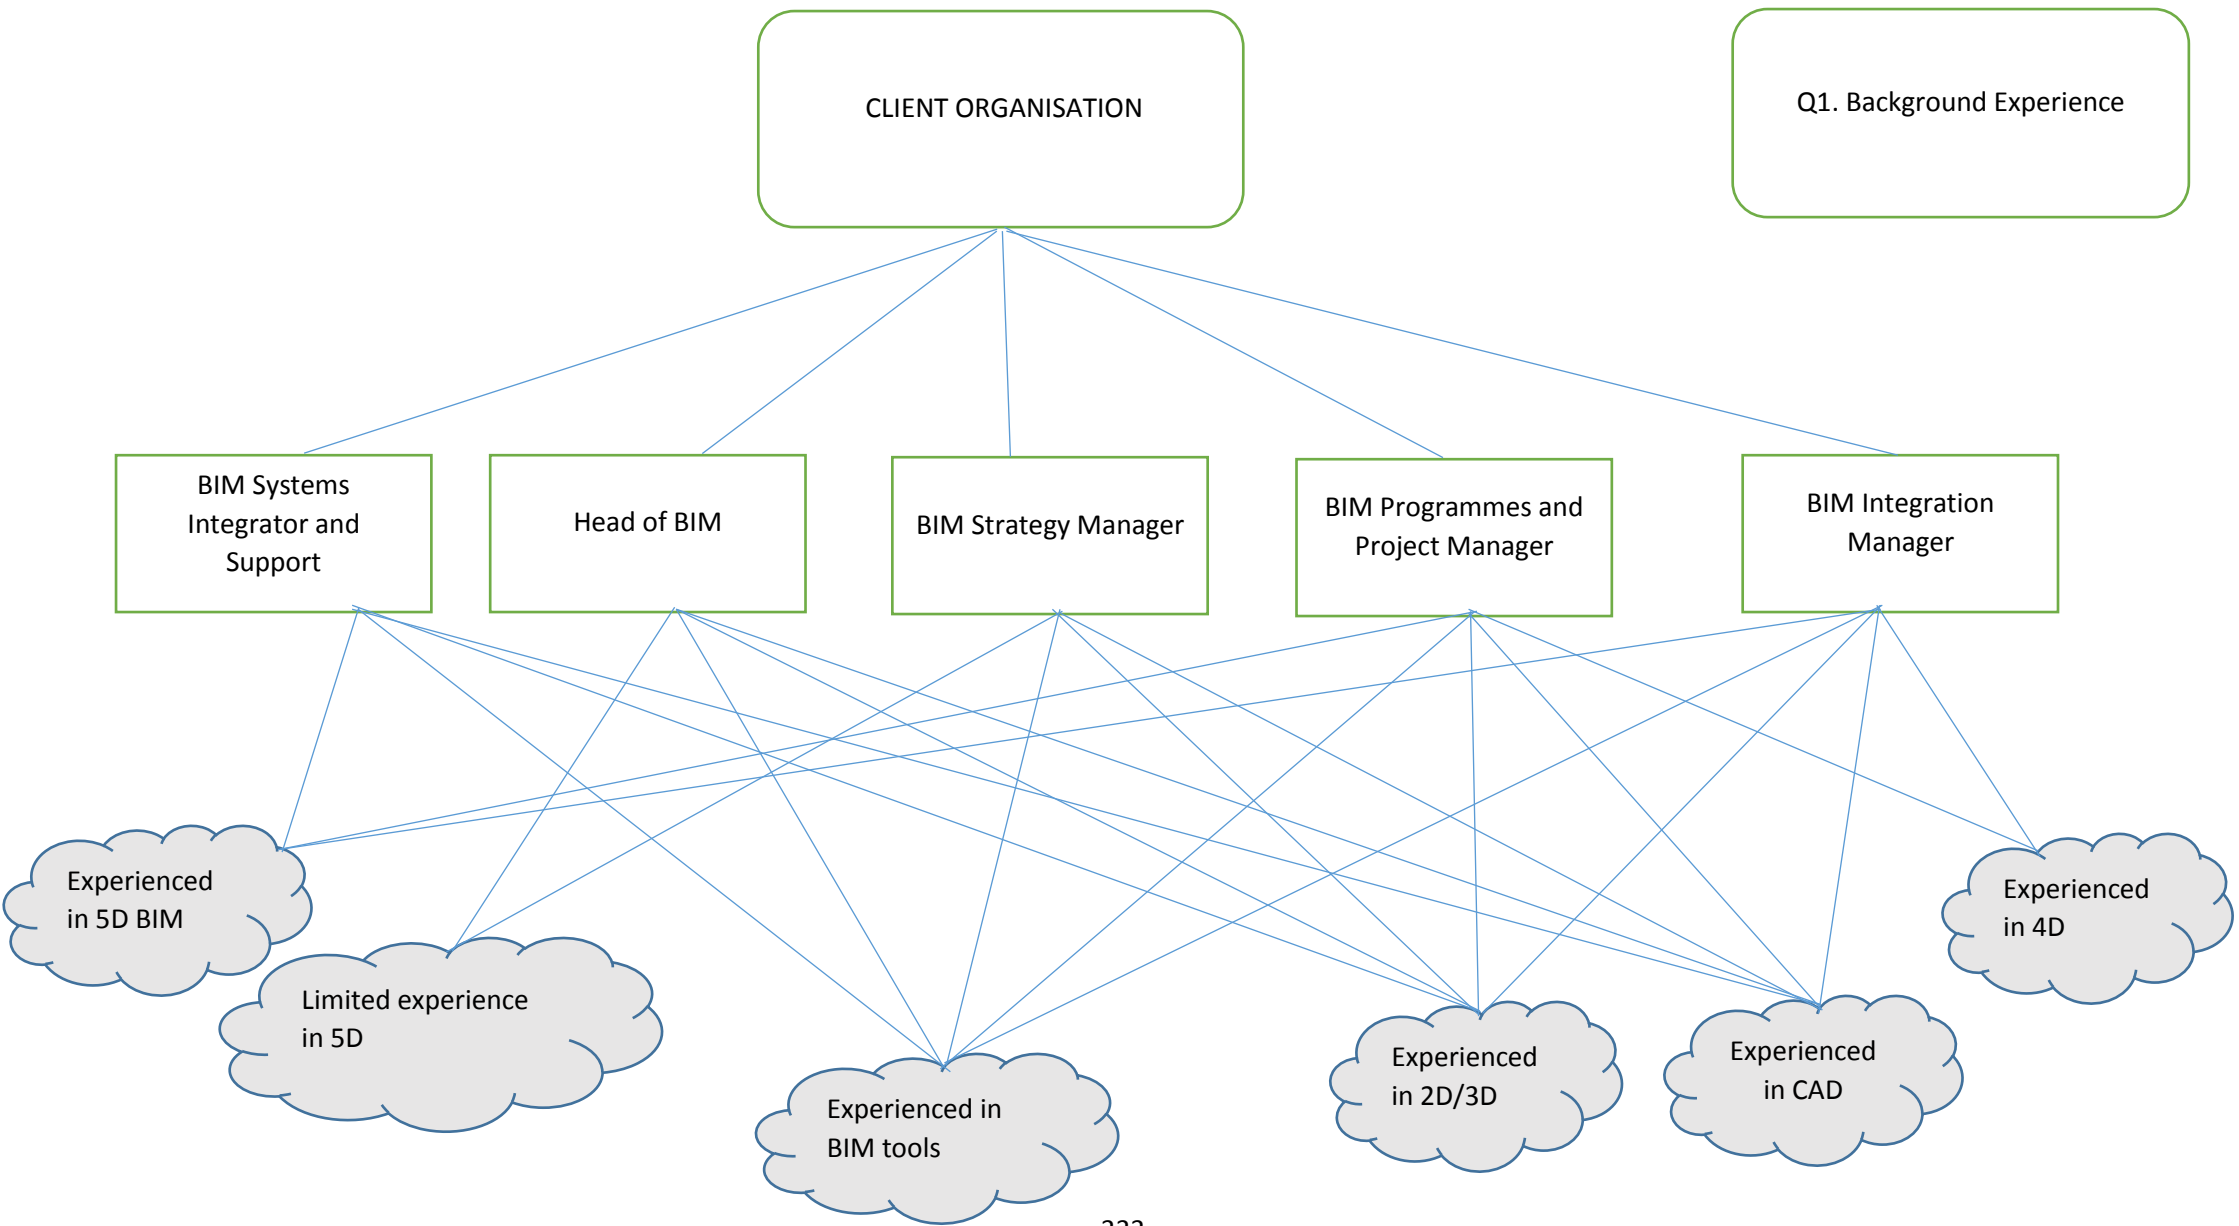 CLIENT ORGANISATION
Q1. Background Experience
BIM Systems
Integrator and
Support
Head of BIM
BIM Strategy Manager
BIM Programmes and
Project Manager
BIM Integration
Manager
Experienced
in 5D BIM
Limited experience
in 5D
Experienced in
BIM tools
Experienced
in 2D/3D
Experienced
in CAD
Experienced
in 4D